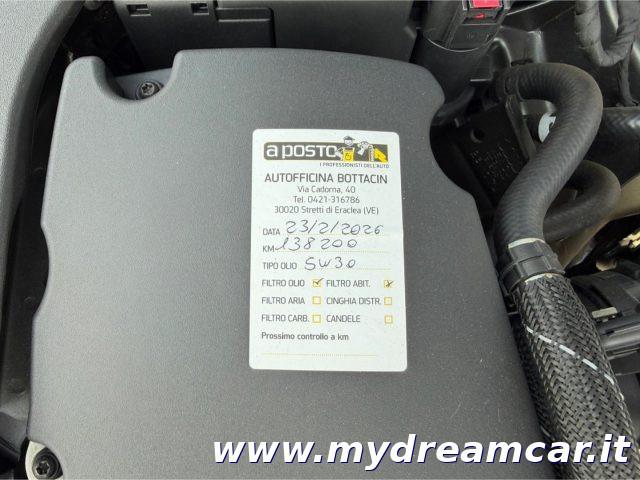 a posto
I PROFESSIONISTI DELL'AUTO
AUTOFFICINA BOTTACIN
Via Cadorna, 40
Tel. 0421-316786
30020 Stretti di Eraclea (VE)
DATA 23/2/2026
KM 138200
TIPO OLIO 5W30
FILTRO OLIO FILTRO ABIT.
FILTRO ARIA CINGHIA DISTR.
FILTRO CARB. CANDELE
Prossimo controllo a km
www.mydreamcar.it